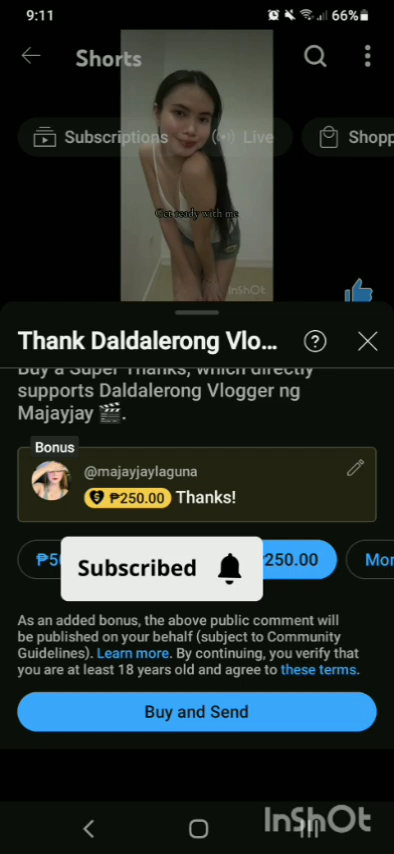 9:11
66%
Shorts
Subscriptions
Live
Shopp
Get ready with me
InShOt
Thank Daldalerong Vlo...
Buy a Super Thanks, which directly
supports Daldalerong Vlogger ng
Majayjay
Bonus
@majayjaylaguna
₱250.00 Thanks!
₱5
250.00
Mor
Subscribed
As an added bonus, the above public comment will
be published on your behalf (subject to Community
Guidelines). Learn more. By continuing, you verify that
you are at least 18 years old and agree to these terms.
Buy and Send
InShOt